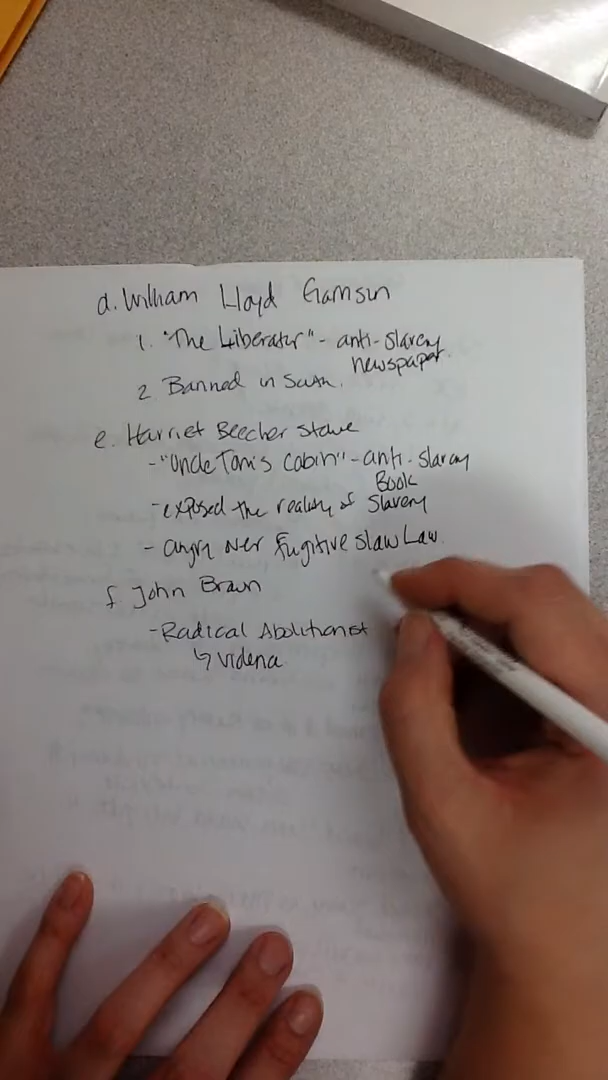 d. William Lloyd Garrison
1. "The Liberator" - anti-slavery
newspaper.
2. Banned in South.
e. Harriet Beecher Stowe
- "Uncle Tom's Cabin" - anti-slavery
Book
- exposed the reality of Slavery
- angry over Fugitive Slaw Law.
f John Brown
- Radical Abolitionist
↳ violence